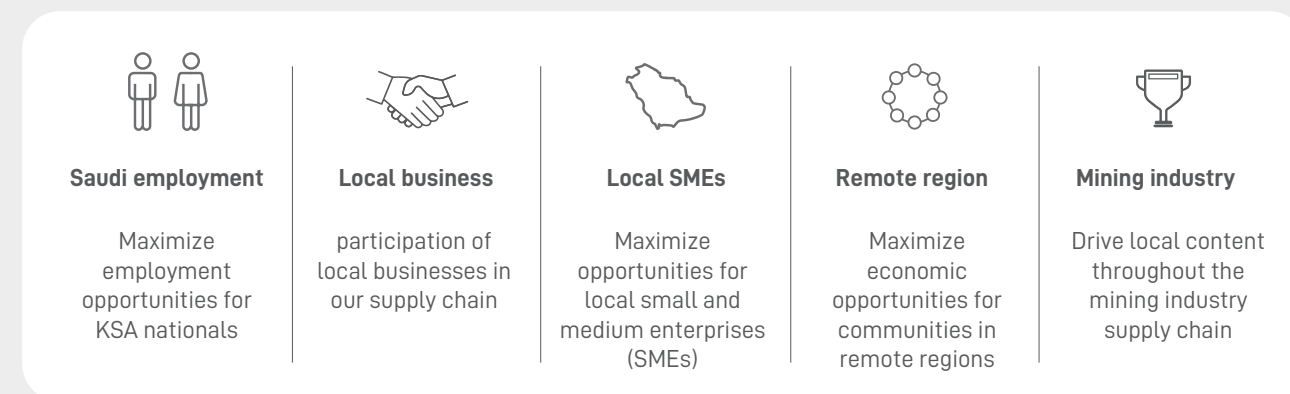 Saudi employment
Maximize
employment
opportunities for
KSA nationals
Local business
participation of
local businesses in
our supply chain
Local SMEs
Maximize
opportunities for
local small and
medium enterprises
(SMEs)
Remote region
Maximize
economic
opportunities for
communities in
remote regions
Mining industry
Drive local content
throughout the
mining industry
supply chain